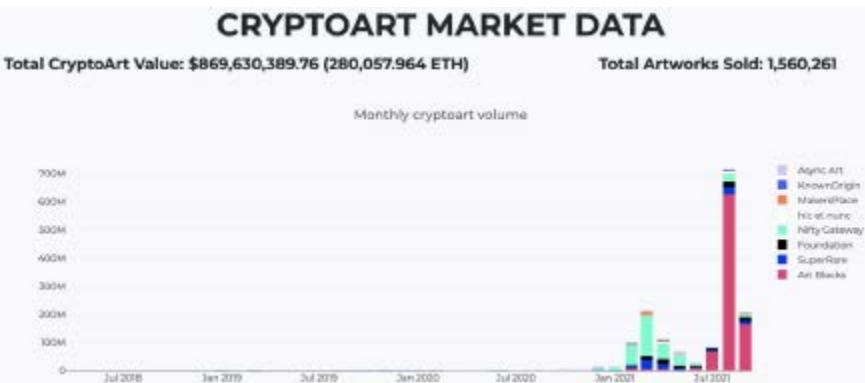 CRYPTOART MARKET DATA
Total CryptoArt Value: $869,630,389.76 (280,057.964 ETH)
Total Artworks Sold: 1,560,261
Monthly cryptoart volume
700M
600M
500M
400M
300M
200M
100M
0
Jul 2018
Jan 2019
Jul 2019
Jan 2020
Jul 2020
Jan 2021
Jul 2021
Async Art
KnownOrigin
MakersPlace
hic et nunc
Nifty Gateway
Foundation
SuperRare
Art Blocks